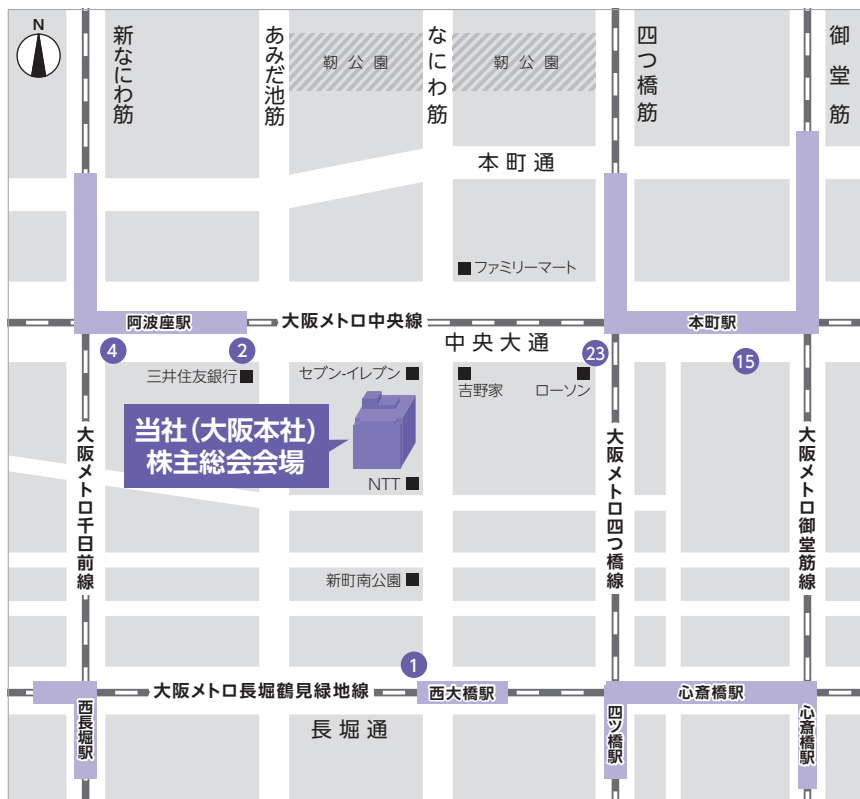 N
新なにわ筋
あみだ池筋
なにわ筋
四つ橋筋
御堂筋
靭公園
靭公園
本町通
ファミリーマート
阿波座駅
大阪メトロ中央線
本町駅
中央大通
4
2
23
15
三井住友銀行
セブン-イレブン
吉野家
ローソン
当社(大阪本社)
株主総会会場
NTT
大阪メトロ千日前線
大阪メトロ四つ橋線
大阪メトロ御堂筋線
新町南公園
1
大阪メトロ長堀鶴見緑地線
西大橋駅
心斎橋駅
西長堀駅
長堀通
四ツ橋駅
心斎橋駅